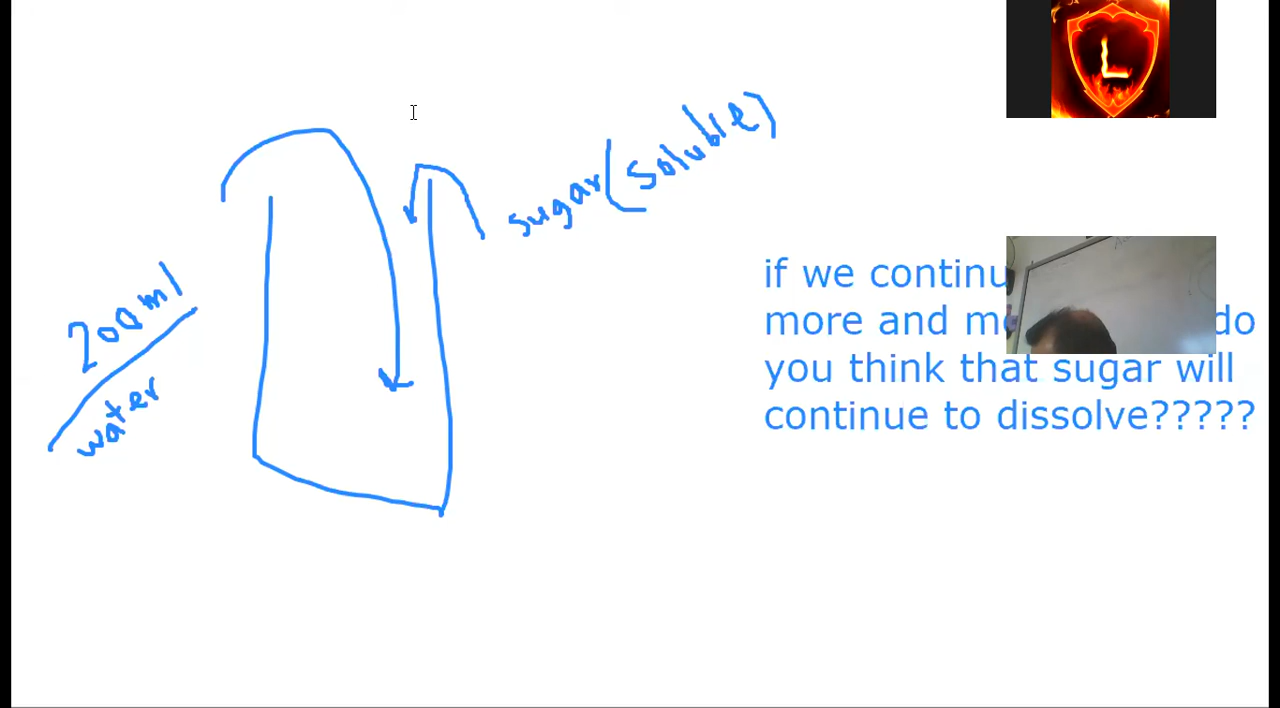 L
sugar(Soluble)
200ml
water
if we continu
more and m do
you think that sugar will
continue to dissolve?????